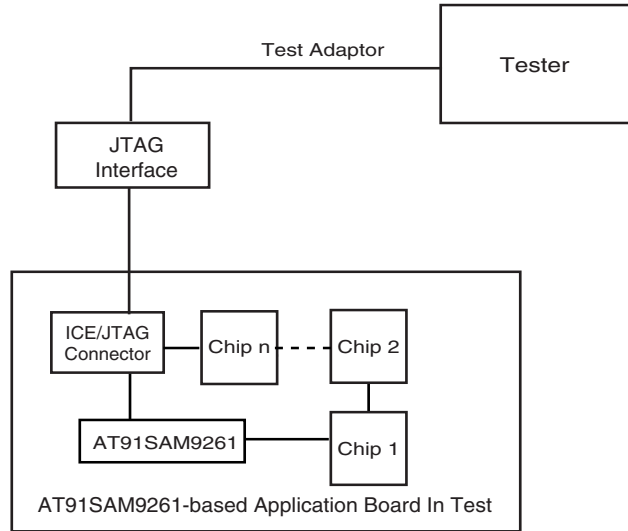 Test Adaptor
Tester
JTAG
Interface
ICE/JTAG
Connector
Chip n
Chip 2
AT91SAM9261
Chip 1
AT91SAM9261-based Application Board In Test